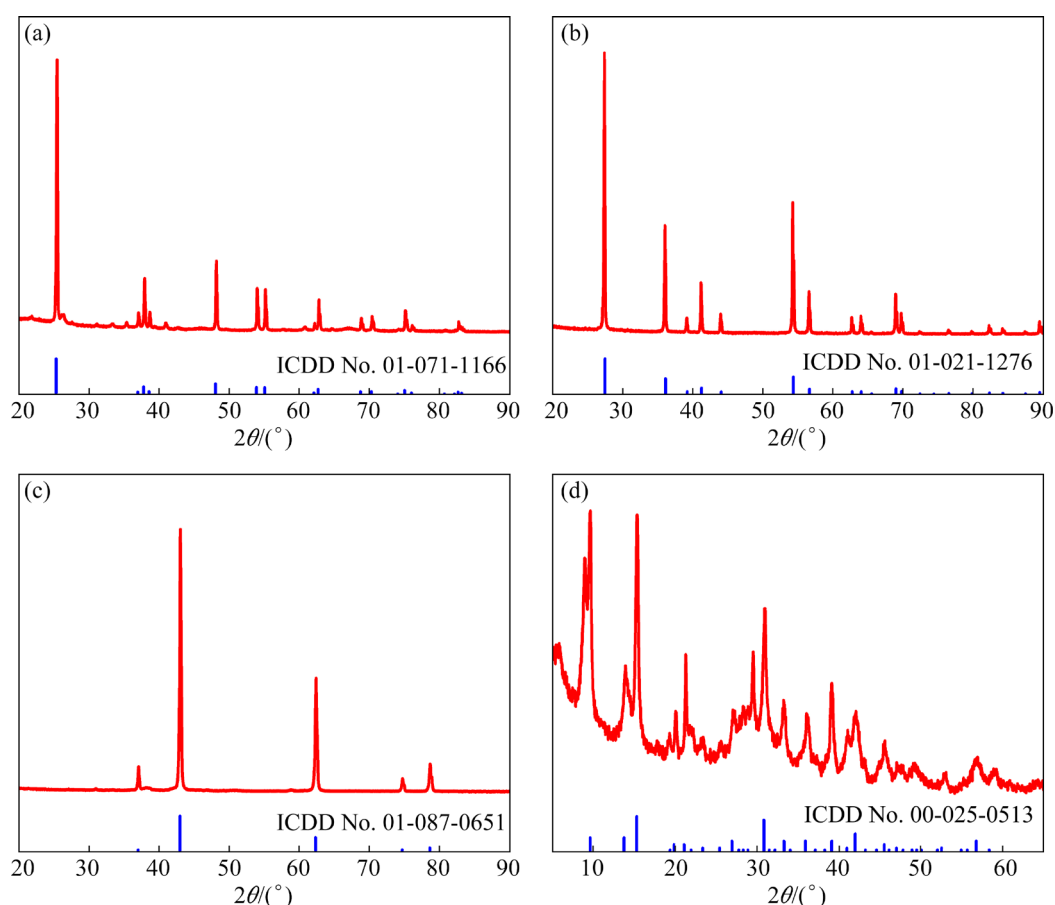 (a)
ICDD No. 01-071-1166
20 30 40 50 60 70 80 90
2θ/(°)
(b)
ICDD No. 01-021-1276
20 30 40 50 60 70 80 90
2θ/(°)
(c)
ICDD No. 01-087-0651
20 30 40 50 60 70 80 90
2θ/(°)
(d)
ICDD No. 00-025-0513
10 20 30 40 50 60
2θ/(°)